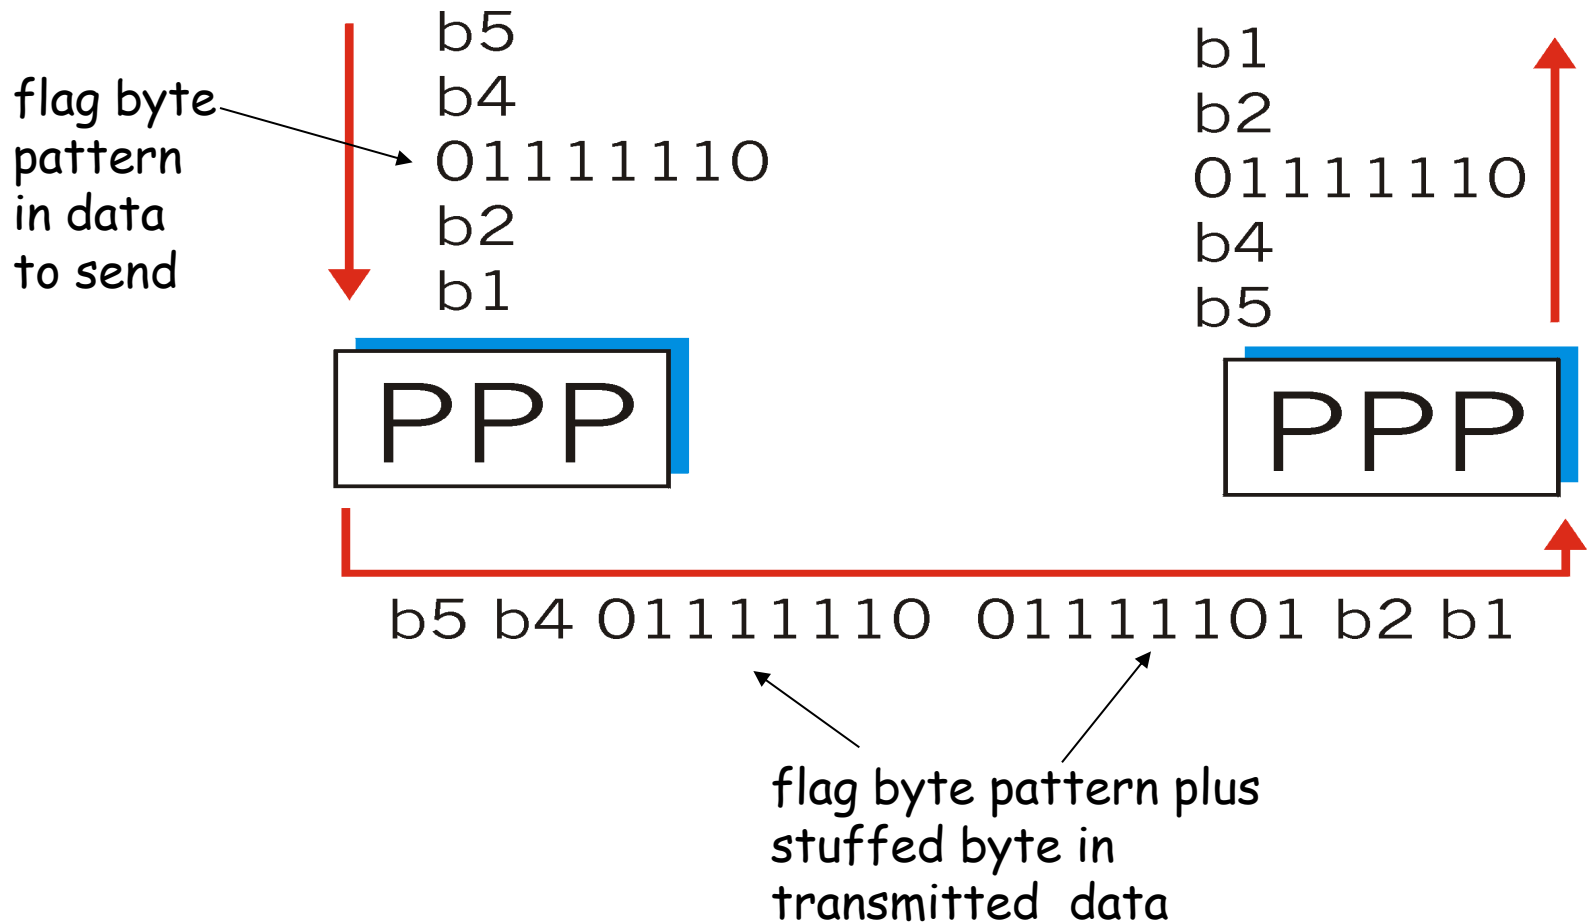 flag byte
pattern
in data
to send
b5
b4
01111110
b2
b1
PPP
b1
b2
01111110
b4
b5
PPP
b5 b4 01111110 01111101 b2 b1
flag byte pattern plus
stuffed byte in
transmitted data